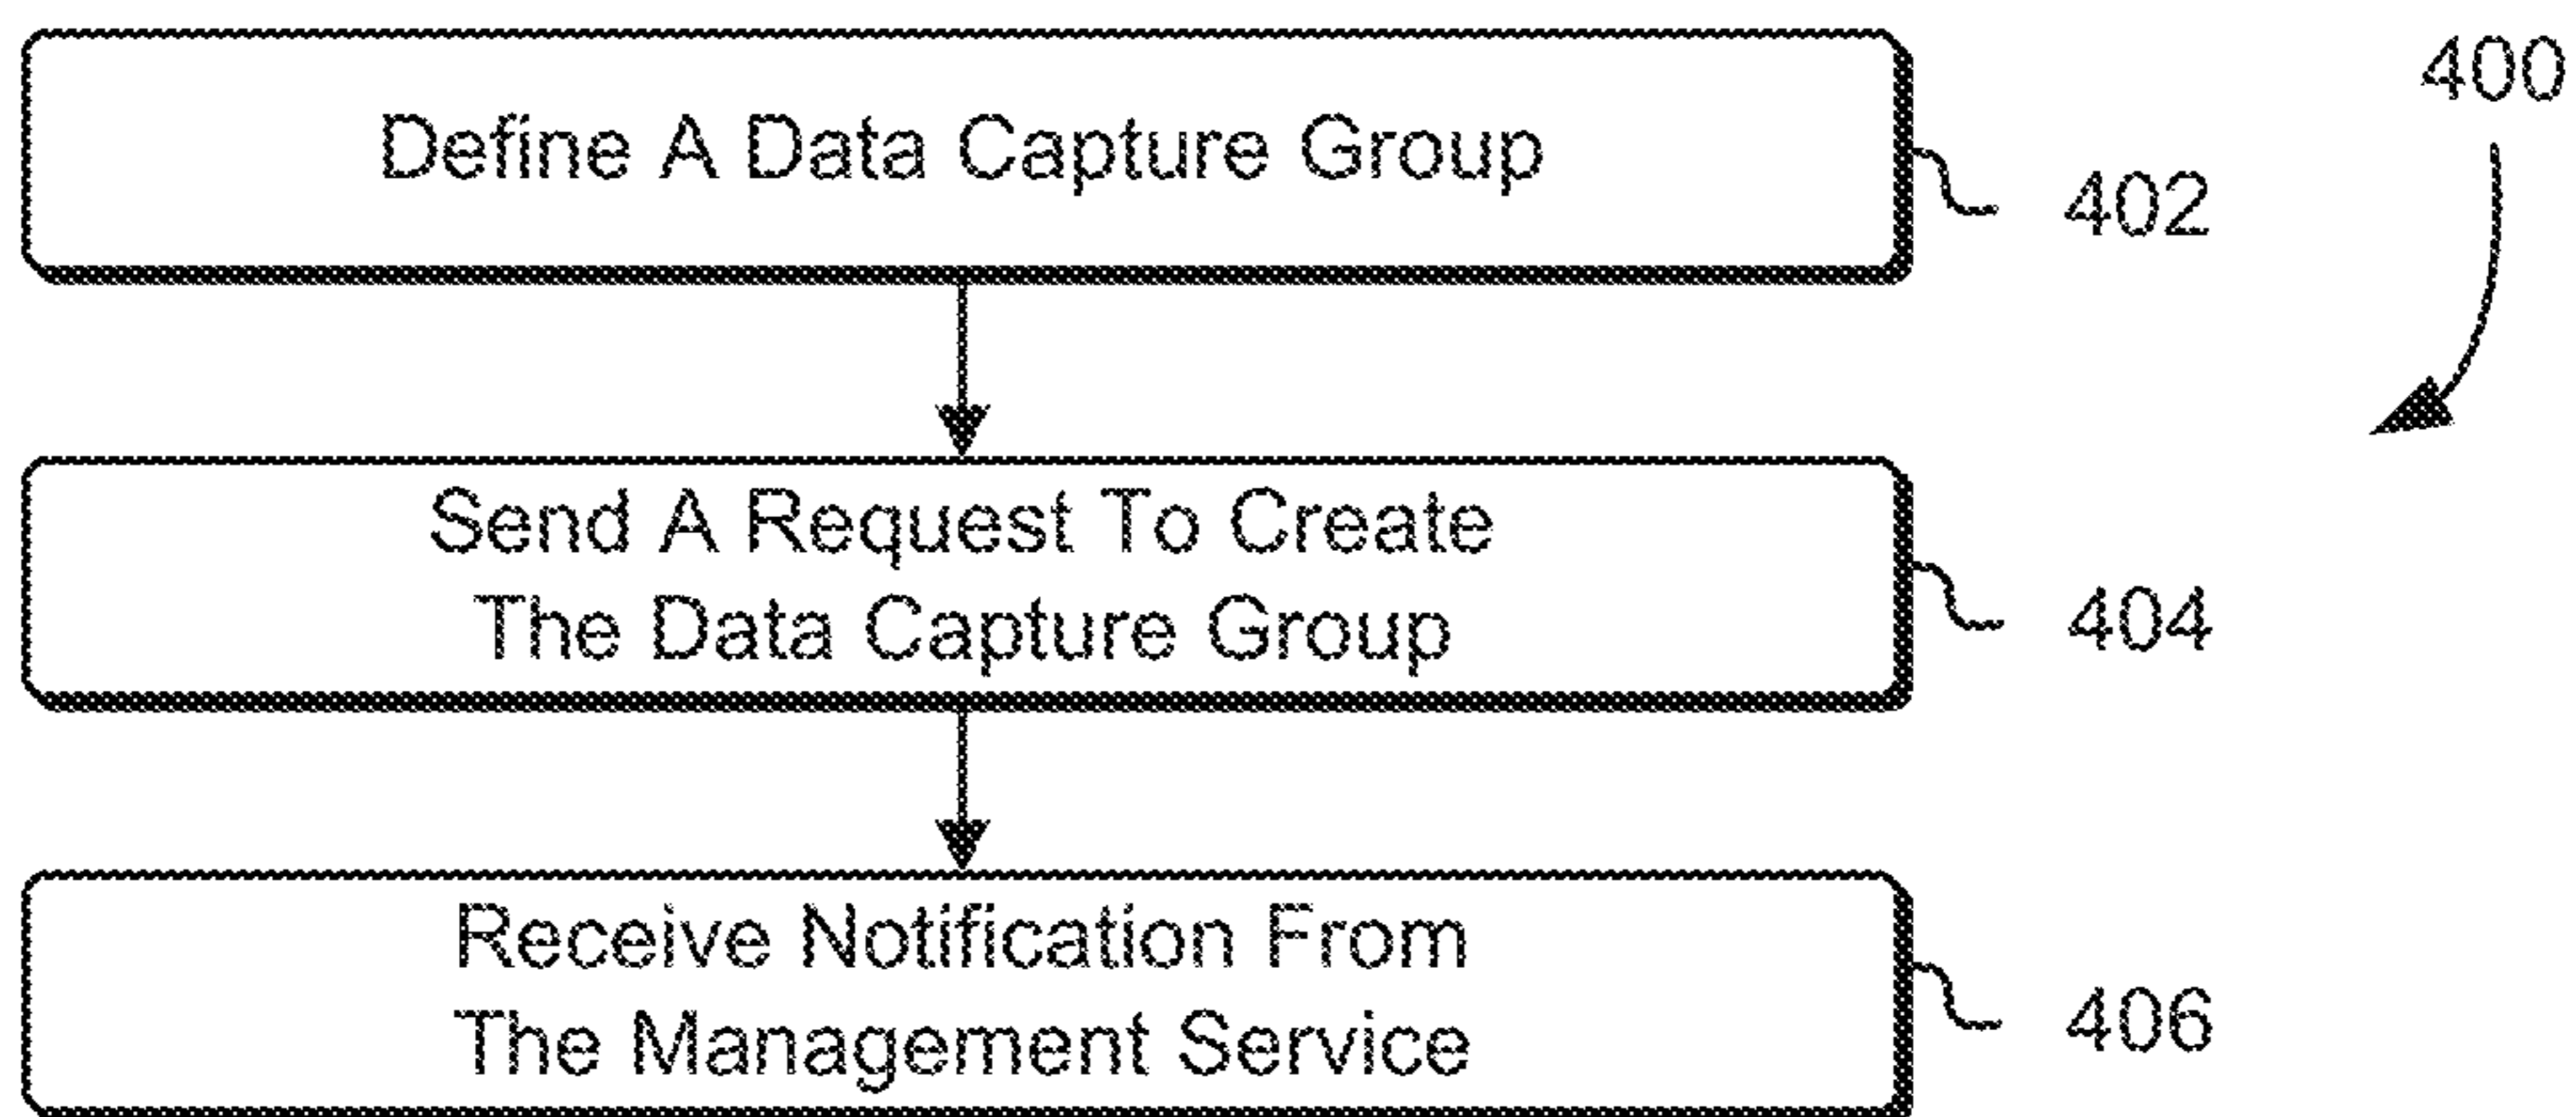 400
Define A Data Capture Group
402
Send A Request To Create
The Data Capture Group
404
Receive Notification From
The Management Service
406